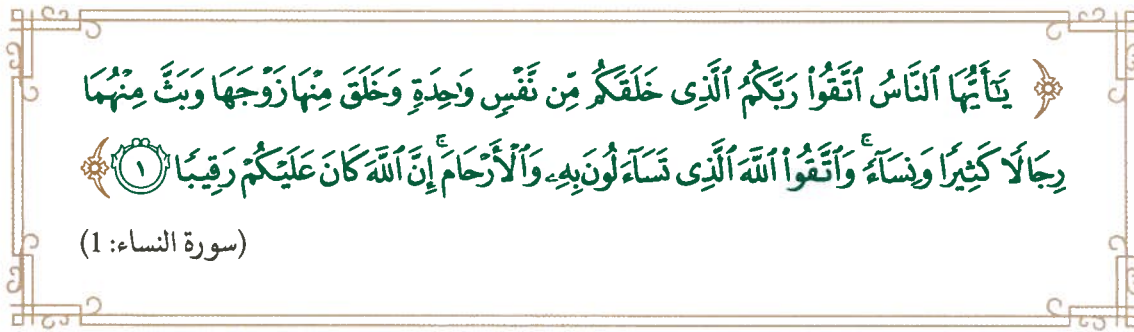 ﴿ يَٰٓأَيُّهَا ٱلنَّاسُ ٱتَّقُواْ رَبَّكُمُ ٱلَّذِى خَلَقَكُم مِّن نَّفْسٍ وَٰحِدَةٍ وَخَلَقَ مِنْهَا زَوْجَهَا وَبَثَّ مِنْهُمَا
رِجَالًا كَثِيرًا وَنِسَآءً ۚ وَٱتَّقُواْ ٱللَّهَ ٱلَّذِى تَسَآءَلُونَ بِهِۦ وَٱلْأَرْحَامَ ۚ إِنَّ ٱللَّهَ كَانَ عَلَيْكُمْ رَقِيبًا ١ ﴾
(سورة النساء: 1)